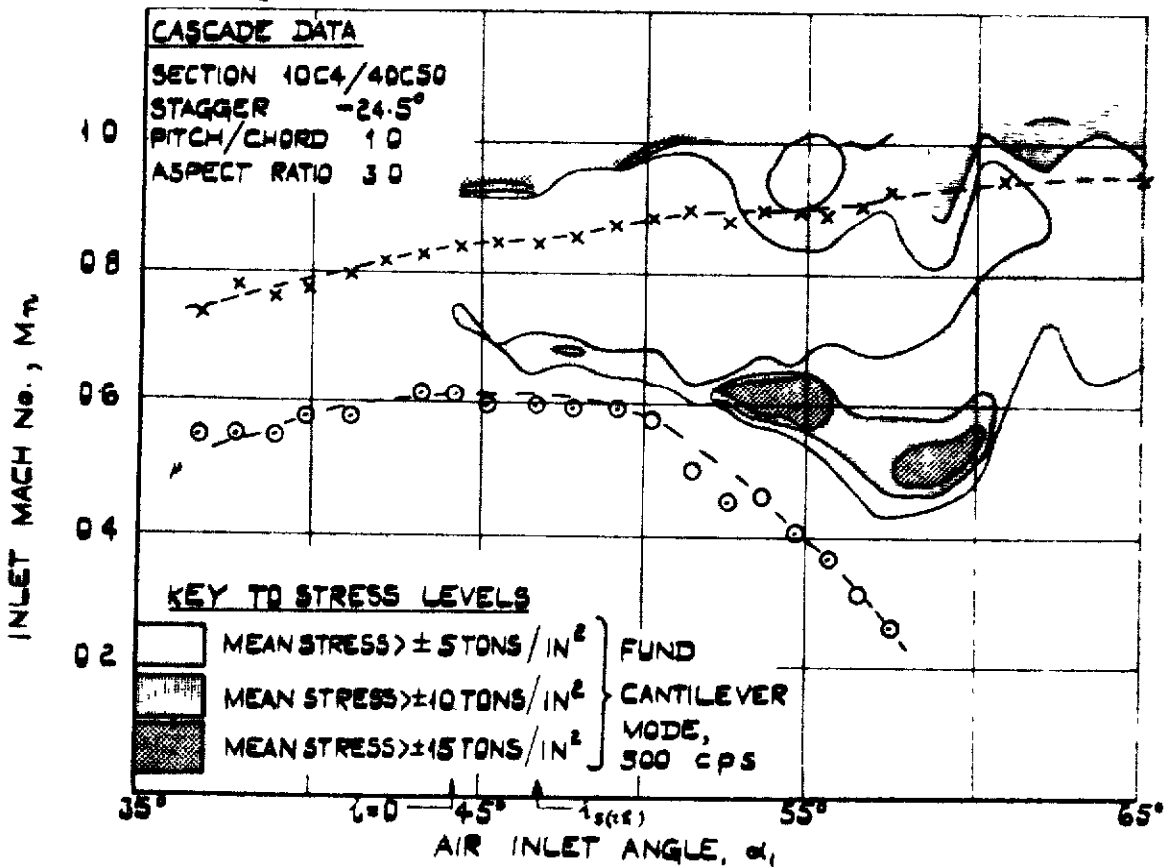 CASCADE DATA
SECTION 10C4/40C50
STAGGER -24.5°
PITCH/CHORD 1 0
ASPECT RATIO 3 0
1 0
0 8
0 6
0 4
0 2
INLET MACH No., Mn
KEY TO STRESS LEVELS
MEAN STRESS > ± 5 TONS / IN²
MEAN STRESS > ±10 TONS / IN²
MEAN STRESS > ±15 TONS / IN²
FUND
CANTILEVER
MODE,
300 cps
35° i=0 45° 55° 65°
AIR INLET ANGLE, α₁